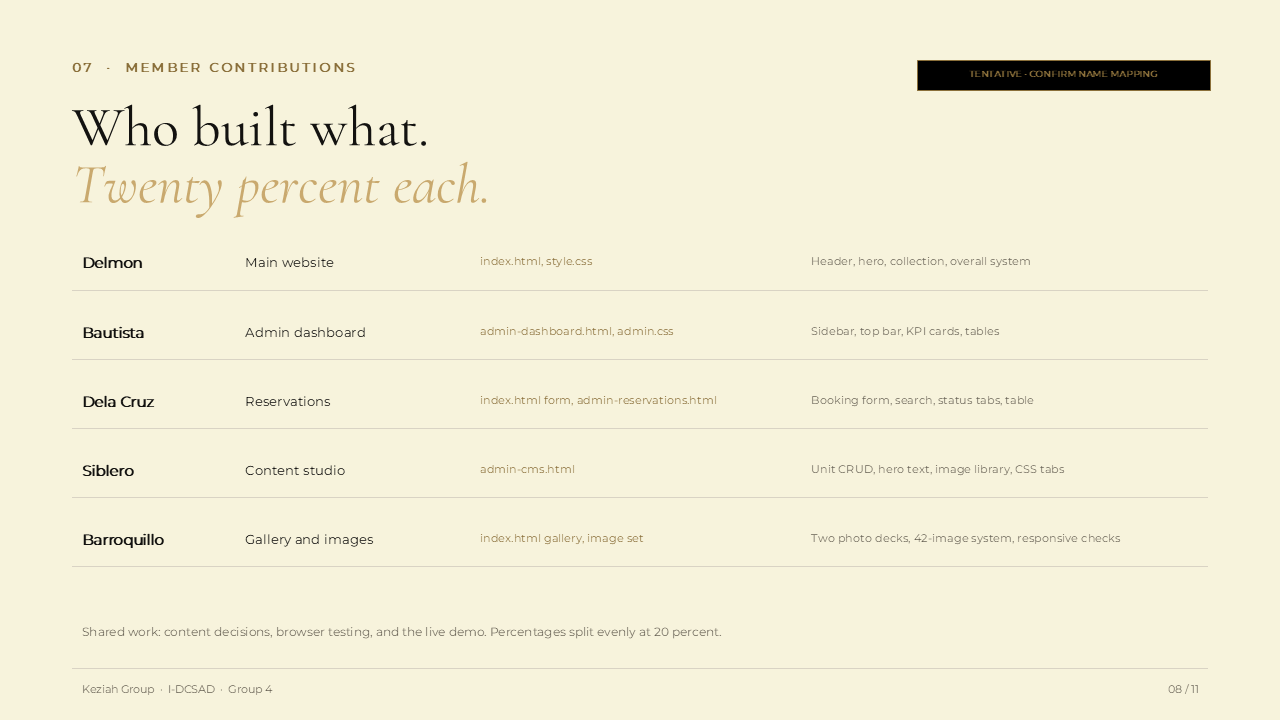 07 · MEMBER CONTRIBUTIONS
TENTATIVE · CONFIRM NAME MAPPING
Who built what.
Twenty percent each.
Delmon Main website index.html, style.css Header, hero, collection, overall system
Bautista Admin dashboard admin-dashboard.html, admin.css Sidebar, top bar, KPI cards, tables
Dela Cruz Reservations index.html form, admin-reservations.html Booking form, search, status tabs, table
Siblero Content studio admin-cms.html Unit CRUD, hero text, image library, CSS tabs
Barroquillo Gallery and images index.html gallery, image set Two photo decks, 42-image system, responsive checks
Shared work: content decisions, browser testing, and the live demo. Percentages split evenly at 20 percent.
Keziah Group · I-DCSAD · Group 4 08 / 11